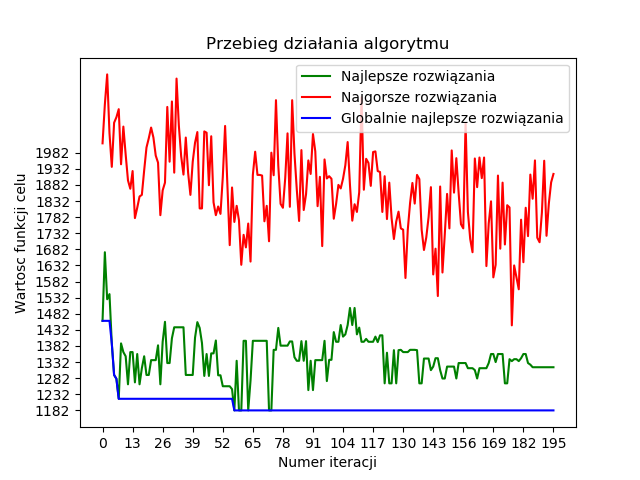 Przebieg działania algorytmu
Najlepsze rozwiązania
Najgorsze rozwiązania
Globalnie najlepsze rozwiązania
Wartosc funkcji celu
1982
1932
1882
1832
1782
1732
1682
1632
1582
1532
1482
1432
1382
1332
1282
1232
1182
0 13 26 39 52 65 78 91 104 117 130 143 156 169 182 195
Numer iteracji